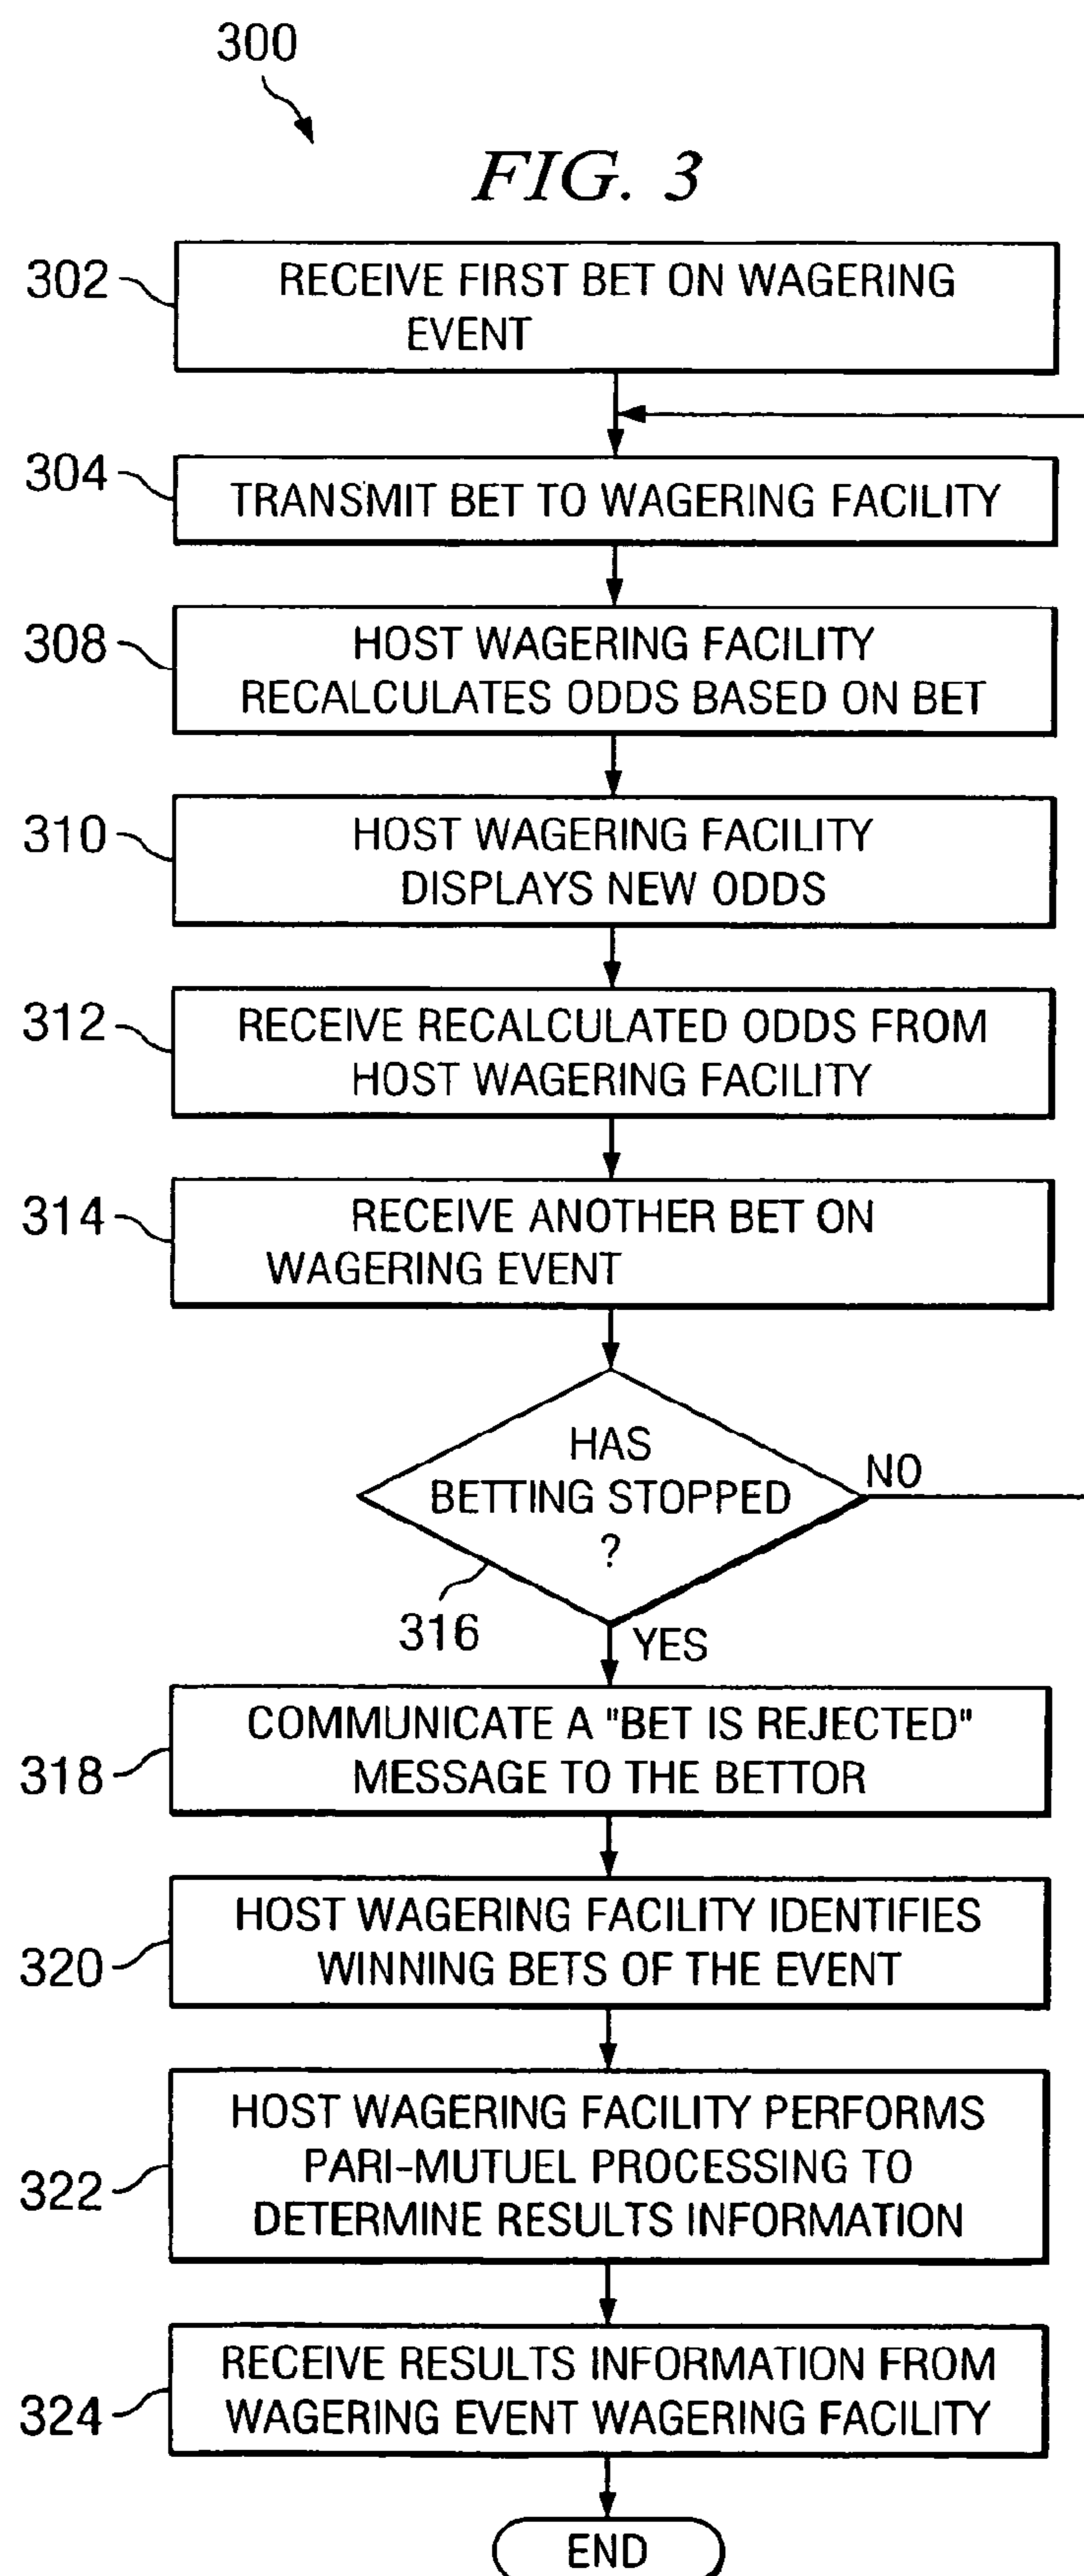 300
FIG. 3
302
RECEIVE FIRST BET ON WAGERING
EVENT
304
TRANSMIT BET TO WAGERING FACILITY
308
HOST WAGERING FACILITY
RECALCULATES ODDS BASED ON BET
310
HOST WAGERING FACILITY
DISPLAYS NEW ODDS
312
RECEIVE RECALCULATED ODDS FROM
HOST WAGERING FACILITY
314
RECEIVE ANOTHER BET ON
WAGERING EVENT
HAS
BETTING STOPPED
?
NO
316
YES
318
COMMUNICATE A "BET IS REJECTED"
MESSAGE TO THE BETTOR
320
HOST WAGERING FACILITY IDENTIFIES
WINNING BETS OF THE EVENT
322
HOST WAGERING FACILITY PERFORMS
PARI-MUTUEL PROCESSING TO
DETERMINE RESULTS INFORMATION
324
RECEIVE RESULTS INFORMATION FROM
WAGERING EVENT WAGERING FACILITY
END